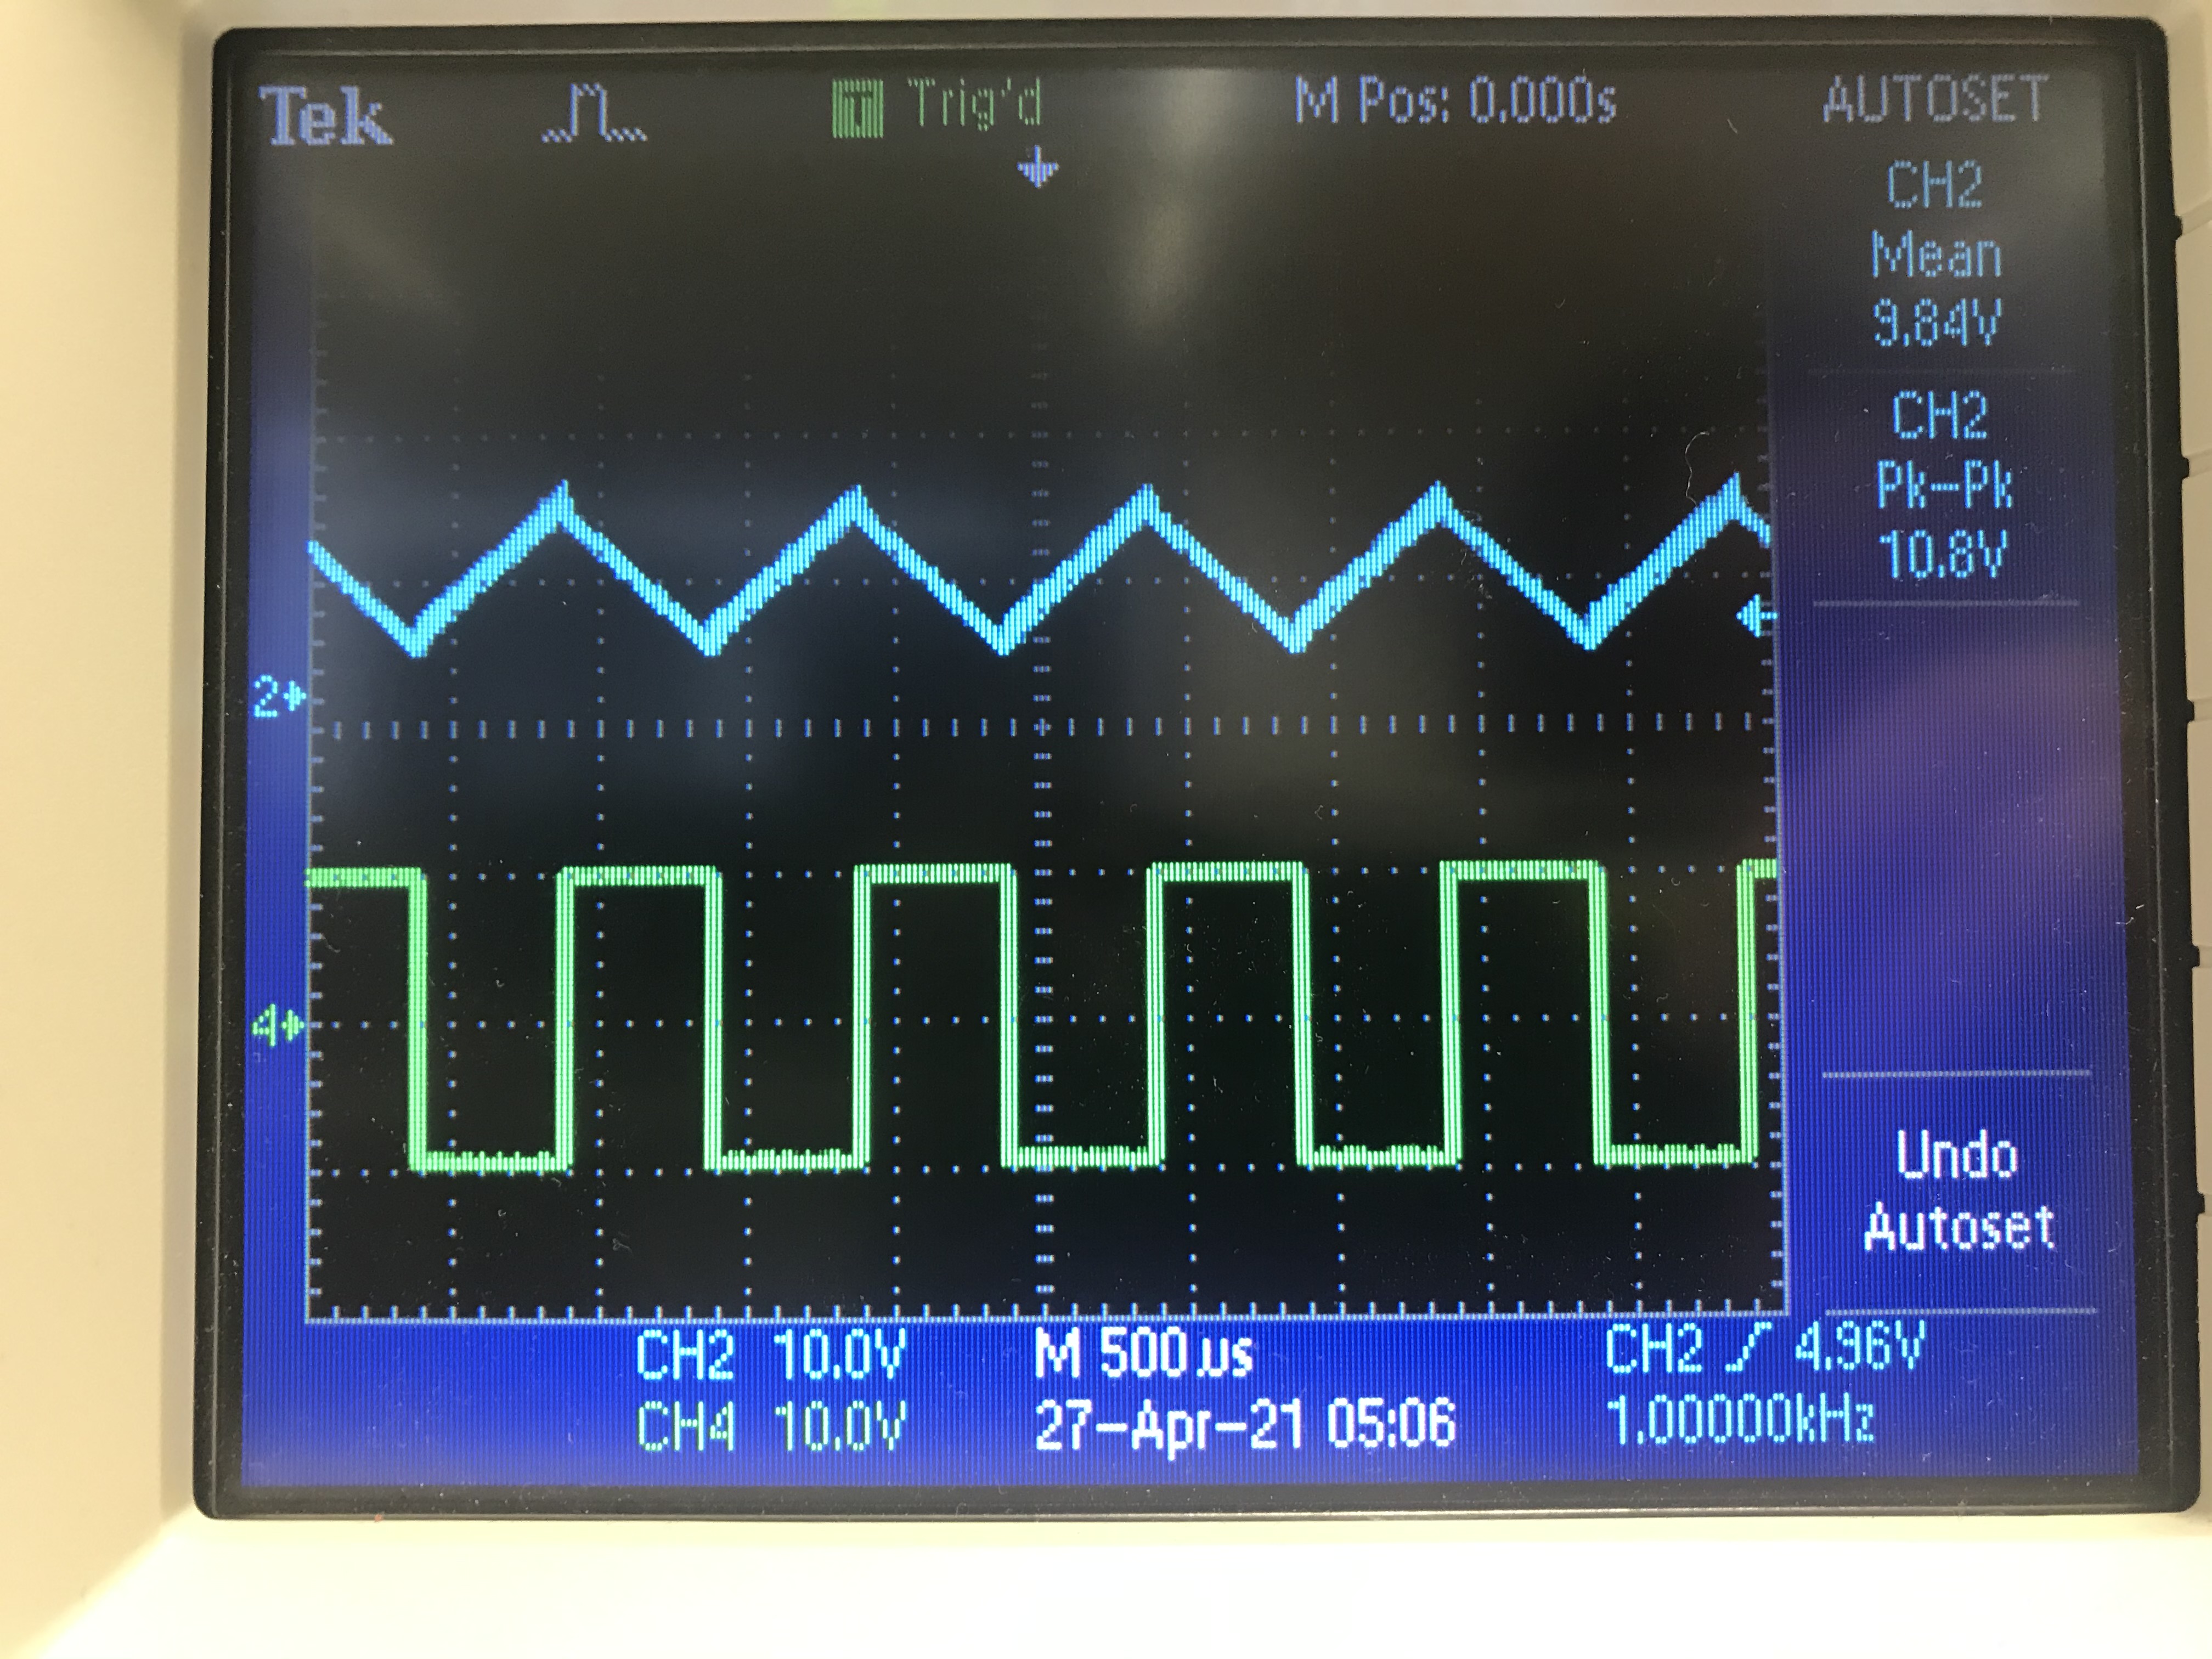 Tek Trig'd M Pos: 0.000s AUTOSET
CH2
Mean
9.84V
CH2
Pk-Pk
10.8V
2
4
Undo
Autoset
CH2 10.0V M 500µs CH2 4.96V
CH4 10.0V 27-Apr-21 05:06 1.00000kHz